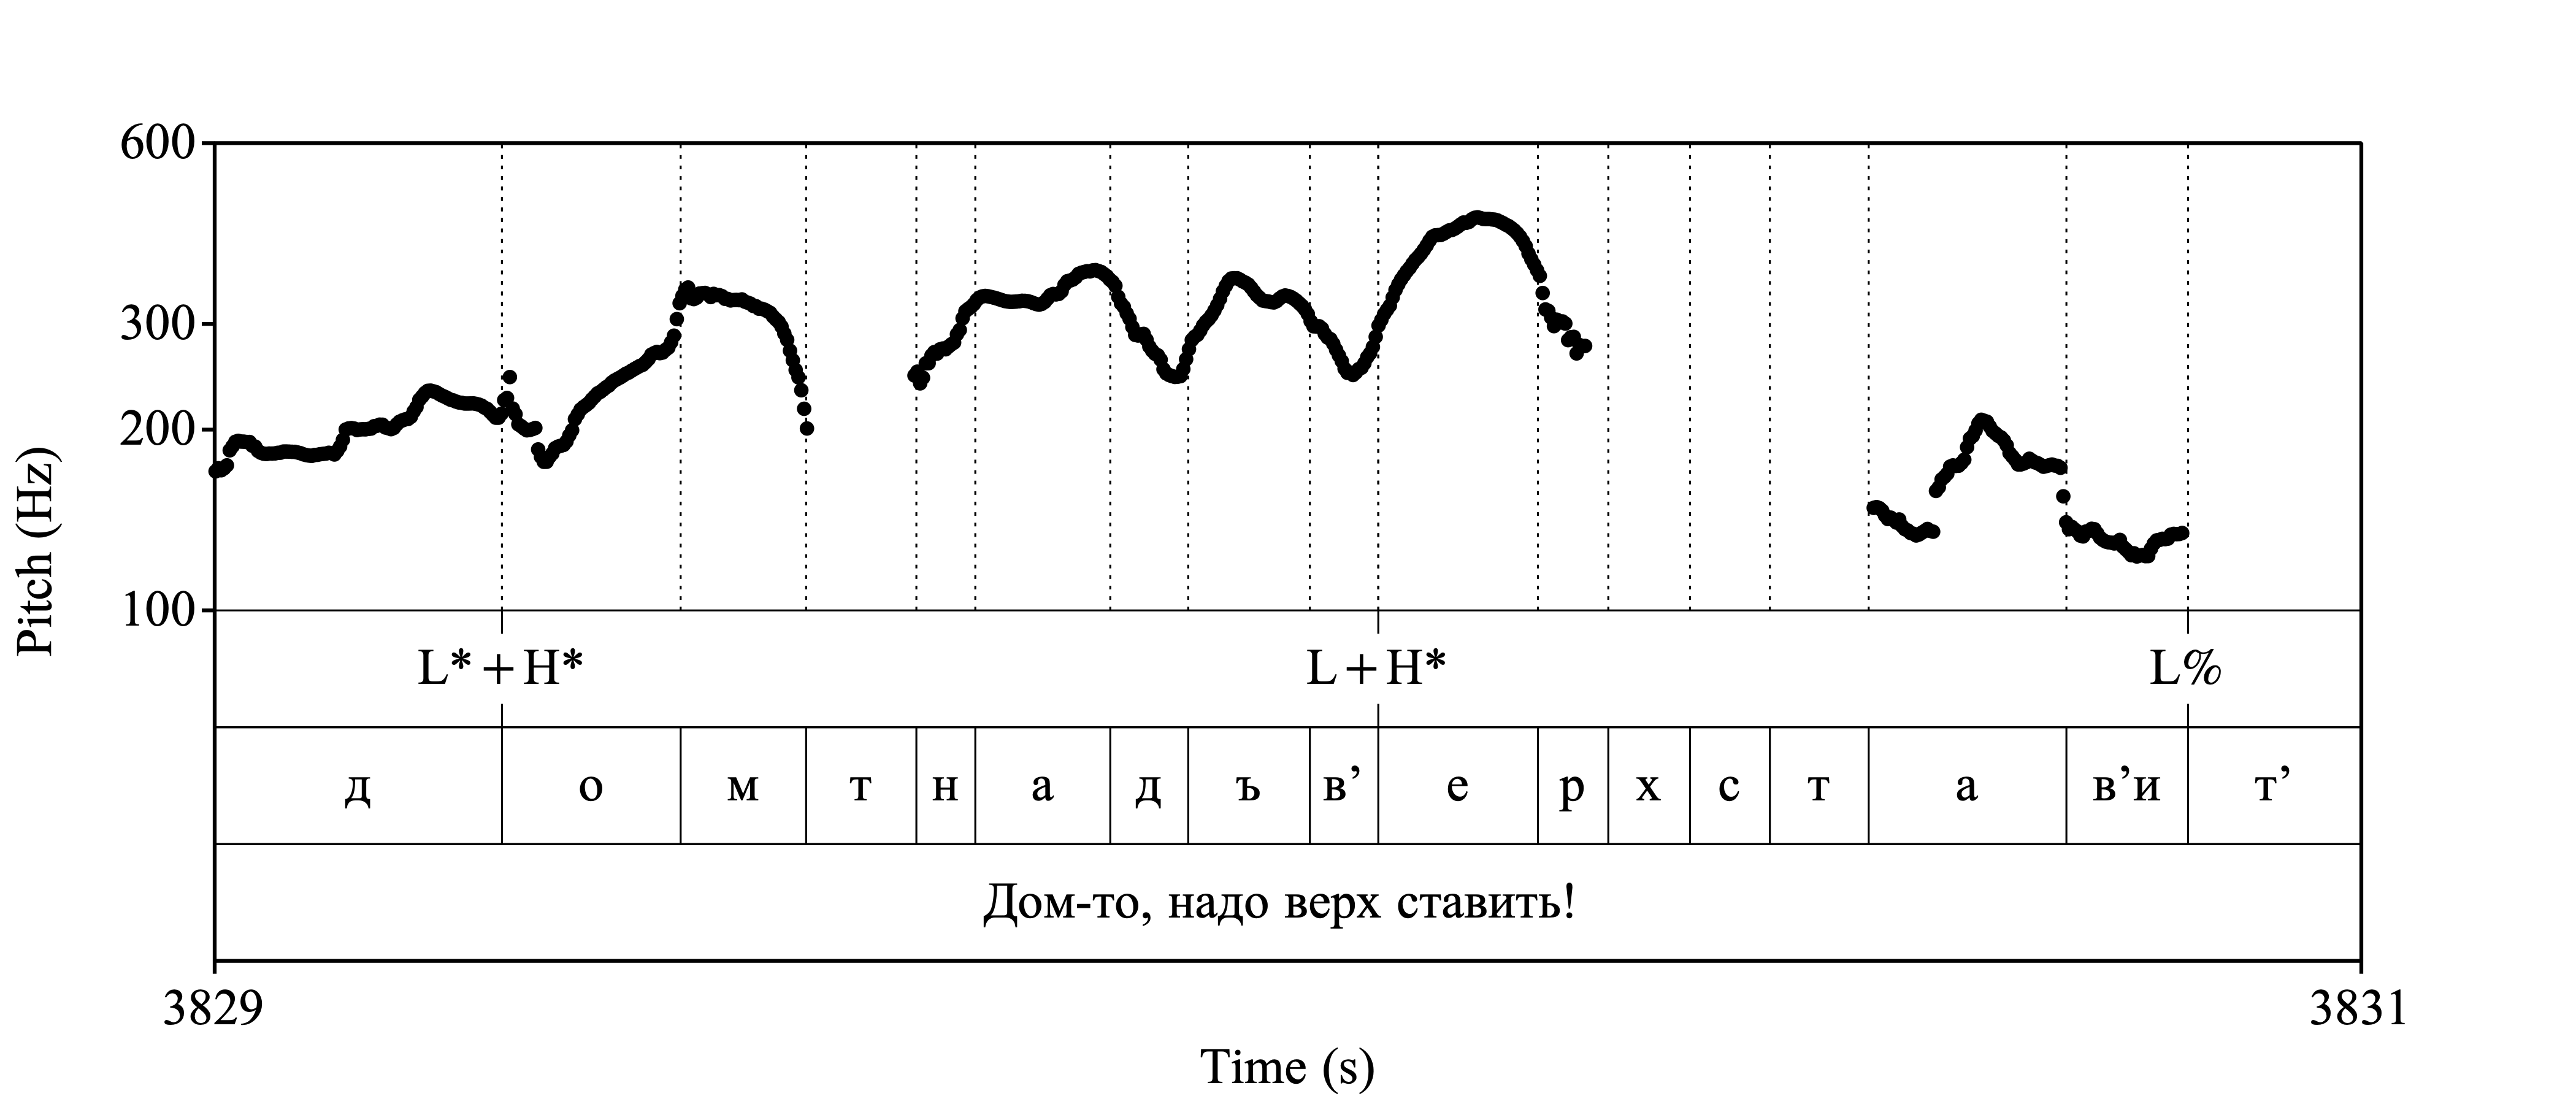 600
300
200
100
Pitch (Hz)
L* + H* L + H* L%
д о м т н а д ъ в’ е р х с т а в’и т’
Дом-то, надо верх ставить!
3829 3831
Time (s)